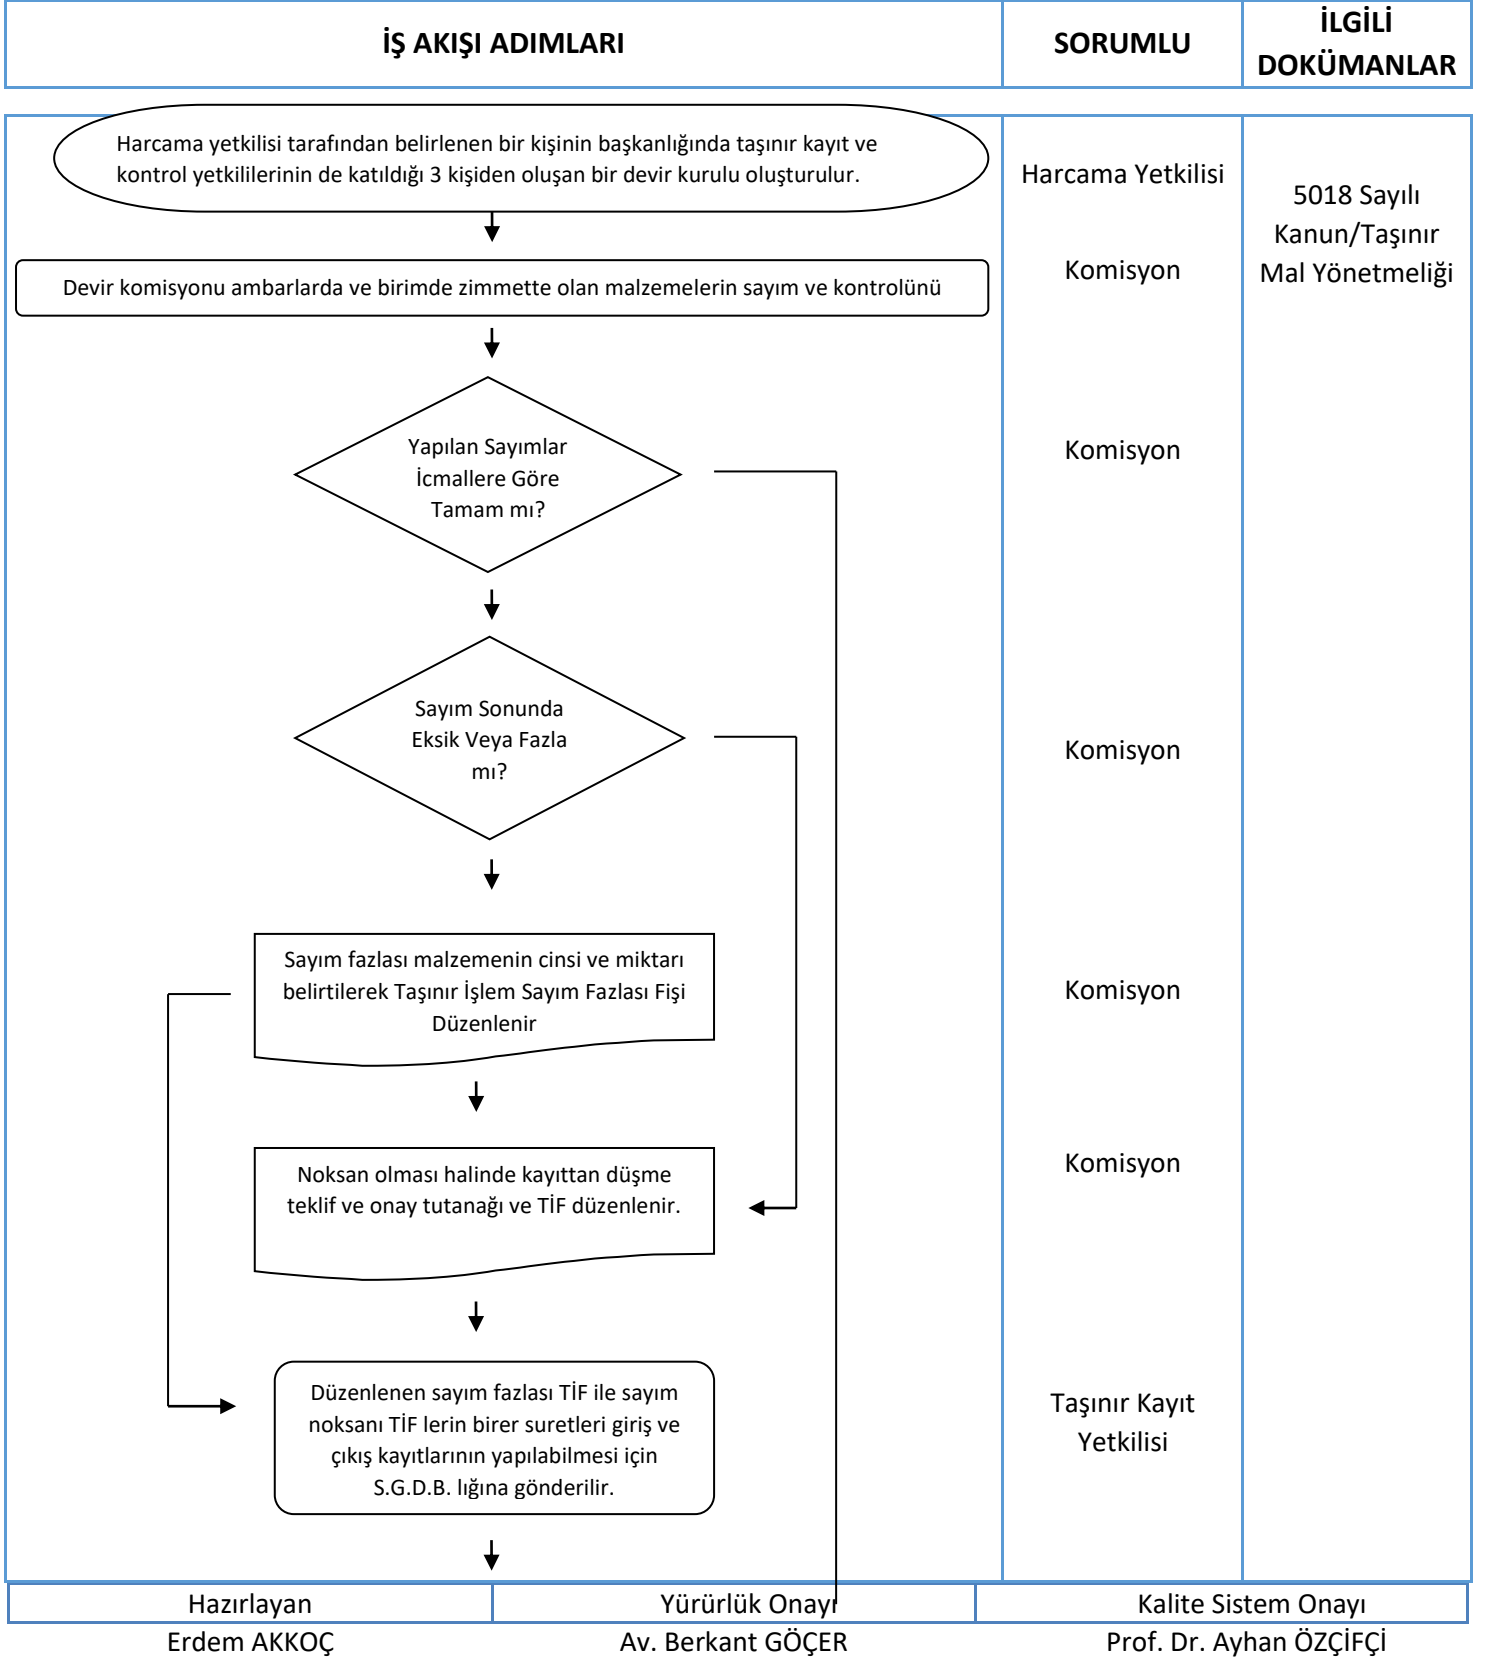 İŞ AKIŞI ADIMLARI
SORUMLU
İLGİLİ
DOKÜMANLAR
Harcama yetkilisi tarafından belirlenen bir kişinin başkanlığında taşınır kayıt ve
kontrol yetkililerinin de katıldığı 3 kişiden oluşan bir devir kurulu oluşturulur.
Harcama Yetkilisi
5018 Sayılı
Kanun/Taşınır
Mal Yönetmeliği
Devir komisyonu ambarlarda ve birimde zimmette olan malzemelerin sayım ve kontrolünü
Komisyon
Yapılan Sayımlar
İcmallere Göre
Tamam mı?
Komisyon
Sayım Sonunda
Eksik Veya Fazla
mı?
Komisyon
Sayım fazlası malzemenin cinsi ve miktarı
belirtilerek Taşınır İşlem Sayım Fazlası Fişi
Düzenlenir
Komisyon
Noksan olması halinde kayıttan düşme
teklif ve onay tutanağı ve TİF düzenlenir.
Komisyon
Düzenlenen sayım fazlası TİF ile sayım
noksanı TİF lerin birer suretleri giriş ve
çıkış kayıtlarının yapılabilmesi için
S.G.D.B. lığına gönderilir.
Taşınır Kayıt
Yetkilisi
Hazırlayan
Yürürlük Onayı
Kalite Sistem Onayı
Erdem AKKOÇ
Av. Berkant GÖÇER
Prof. Dr. Ayhan ÖZÇİFÇİ